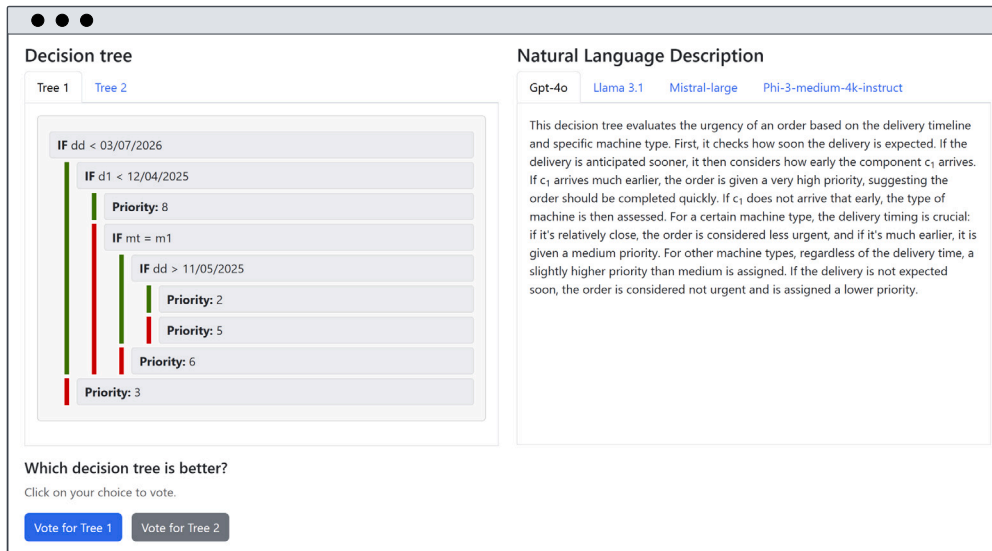 Decision tree
Tree 1
Tree 2
IF dd < 03/07/2026
IF d1 < 12/04/2025
Priority: 8
IF mt = m1
IF dd > 11/05/2025
Priority: 2
Priority: 5
Priority: 6
Priority: 3
Natural Language Description
Gpt-4o
Llama 3.1
Mistral-large
Phi-3-medium-4k-instruct
This decision tree evaluates the urgency of an order based on the delivery timeline
and specific machine type. First, it checks how soon the delivery is expected. If the
delivery is anticipated sooner, it then considers how early the component c₁ arrives.
If c₁ arrives much earlier, the order is given a very high priority, suggesting the
order should be completed quickly. If c₁ does not arrive that early, the type of
machine is then assessed. For a certain machine type, the delivery timing is crucial:
if it's relatively close, the order is considered less urgent, and if it's much earlier, it is
given a medium priority. For other machine types, regardless of the delivery time, a
slightly higher priority than medium is assigned. If the delivery is not expected
soon, the order is considered not urgent and is assigned a lower priority.
Which decision tree is better?
Click on your choice to vote.
Vote for Tree 1
Vote for Tree 2